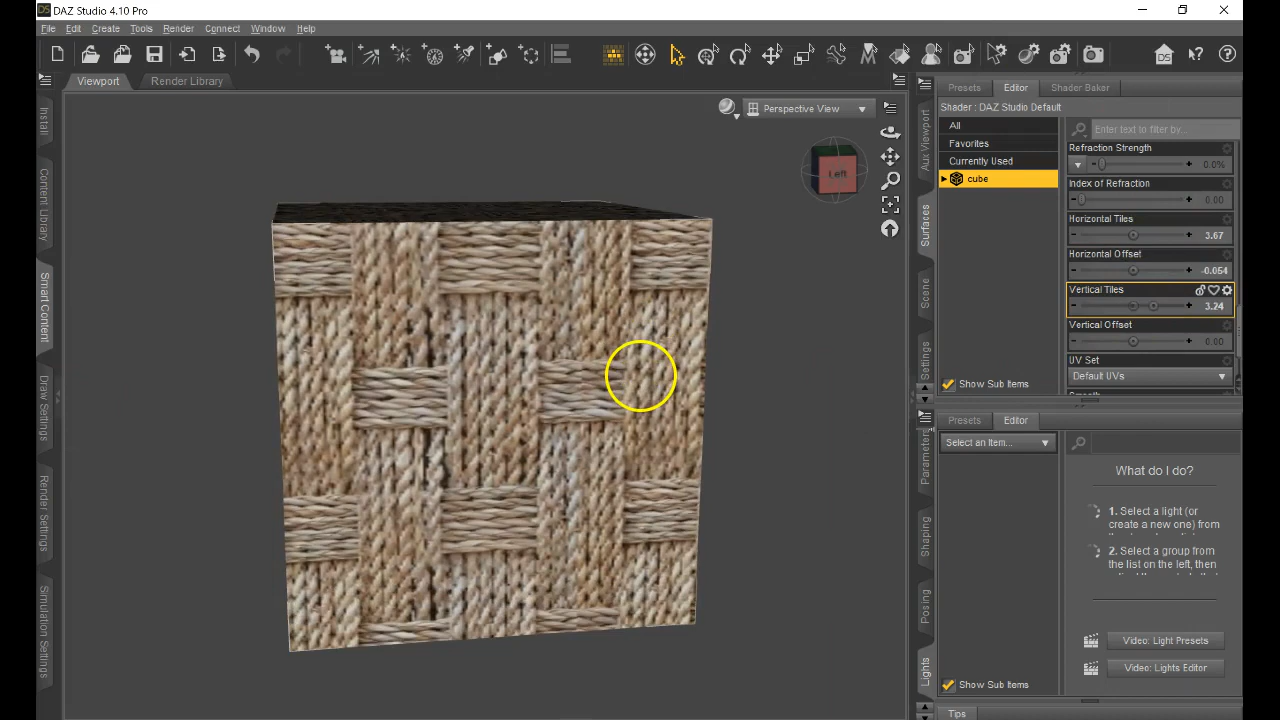 DAZ Studio 4.10 Pro
File Edit Create Tools Render Connect Window Help
Viewport Render Library
Perspective View
Left
Install
Content Library
Smart Content
Draw Settings
Render Settings
Simulation Settings
Presets Editor Shader Baker
Shader : DAZ Studio Default
All
Favorites
Currently Used
cube
Show Sub Items
Enter text to filter by...
Refraction Strength
0.0%
Index of Refraction
0.00
Horizontal Tiles
3.67
Horizontal Offset
-0.054
Vertical Tiles
3.24
Vertical Offset
0.00
UV Set
Default UVs
Smooth
Aux Viewport
Surfaces
Scene
Settings
Presets Editor
Select an Item...
What do I do?
1. Select a light (or
create a new one) from
2. Select a group from
the list on the left, then
Video: Light Presets
Video: Lights Editor
Show Sub Items
Parameters
Shaping
Posing
Lights
Tips